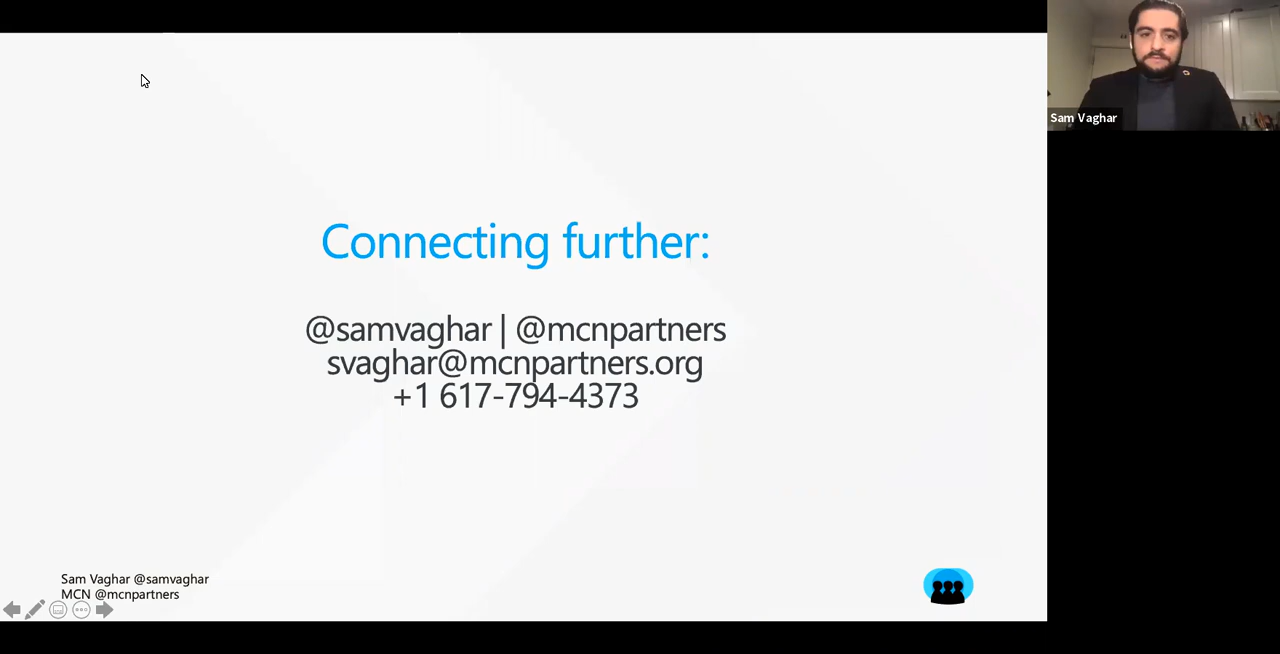 Connecting further:
@samvaghar | @mcnpartners
svaghar@mcnpartners.org
+1 617-794-4373
Sam Vaghar @samvaghar
MCN @mcnpartners
Sam Vaghar